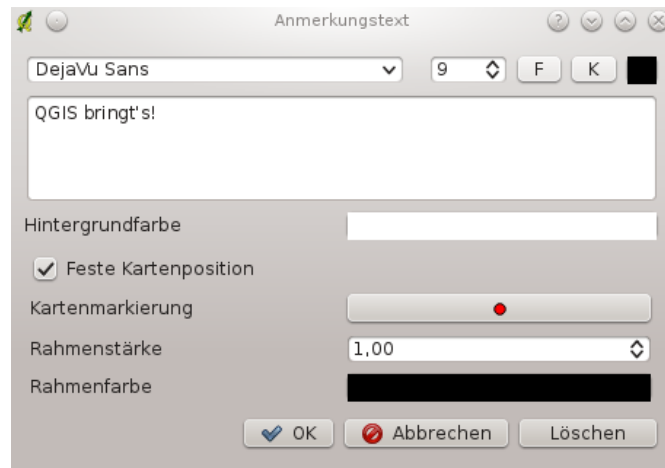 Anmerkungstext
DejaVu Sans 9 F K
QGIS bringt's!
Hintergrundfarbe
Feste Kartenposition
Kartenmarkierung
Rahmenstärke 1,00
Rahmenfarbe
OK Abbrechen Löschen